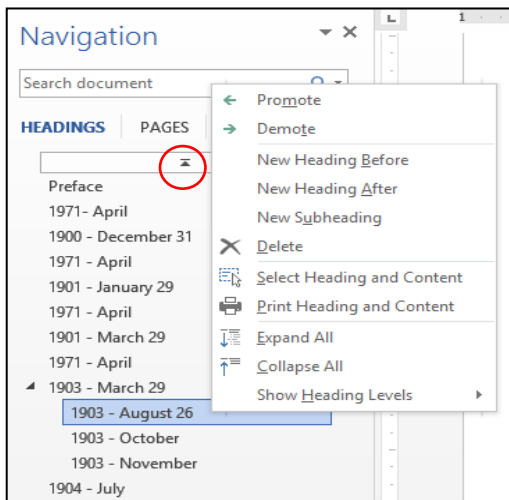 Navigation
Search document
HEADINGS PAGES
Preface
1971- April
1900 - December 31
1971 - April
1901 - January 29
1971 - April
1901 - March 29
1971 - April
1903 - March 29
1903 - August 26
1903 - October
1903 - November
1904 - July
Promote
Demote
New Heading Before
New Heading After
New Subheading
Delete
Select Heading and Content
Print Heading and Content
Expand All
Collapse All
Show Heading Levels
L
1